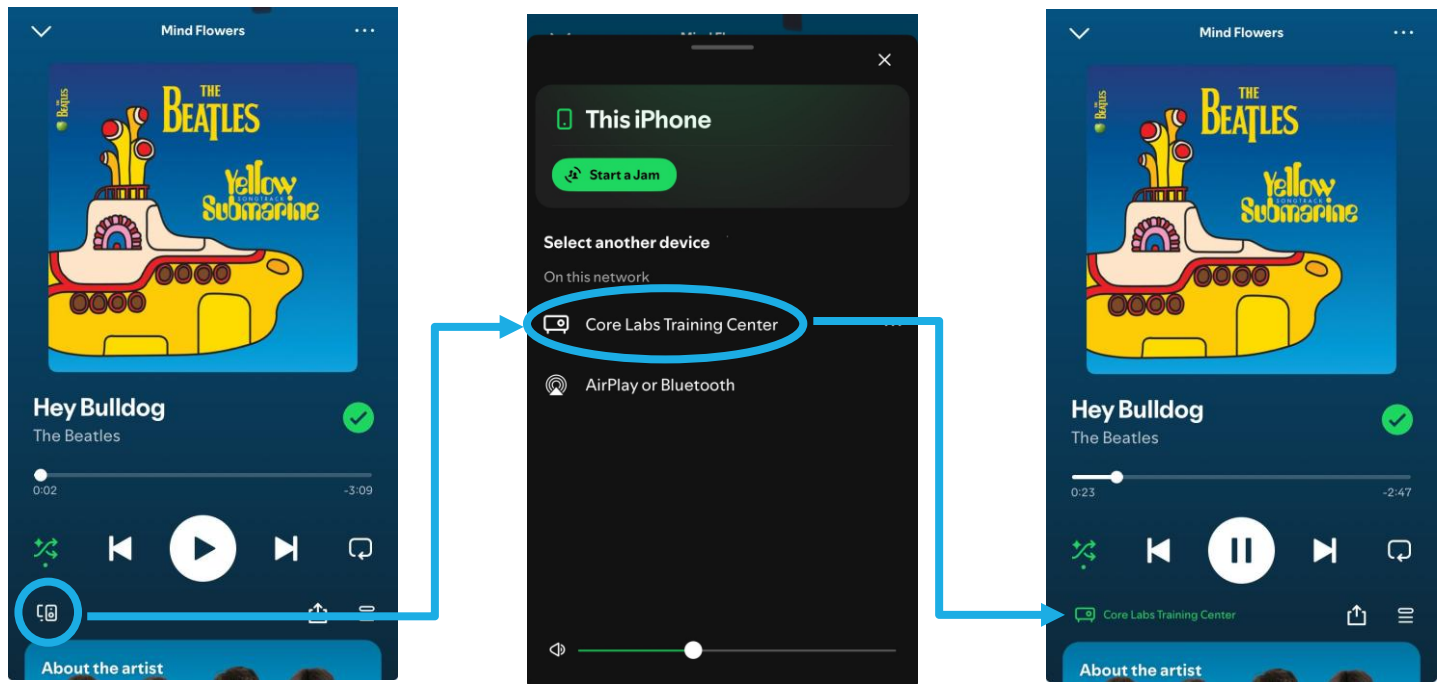 Mind Flowers
THE
BEATLES
BEATLES
Yellow
SONGTRACK
Submarine
Hey Bulldog
The Beatles
0:02
-3:09
About the artist
This iPhone
Start a Jam
Select another device
On this network
Core Labs Training Center
AirPlay or Bluetooth
Mind Flowers
THE
BEATLES
BEATLES
Yellow
SONGTRACK
Submarine
Hey Bulldog
The Beatles
0:23
-2:47
Core Labs Training Center
About the artist